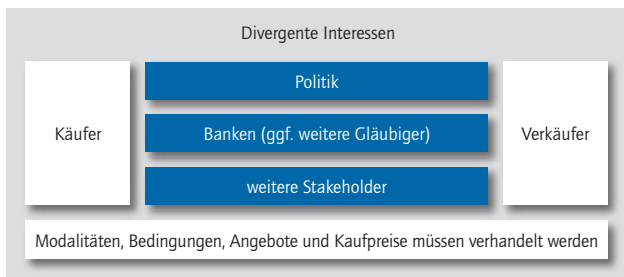 Divergente Interessen
Politik
Käufer
Banken (ggf. weitere Gläubiger)
Verkäufer
weitere Stakeholder
Modalitäten, Bedingungen, Angebote und Kaufpreise müssen verhandelt werden